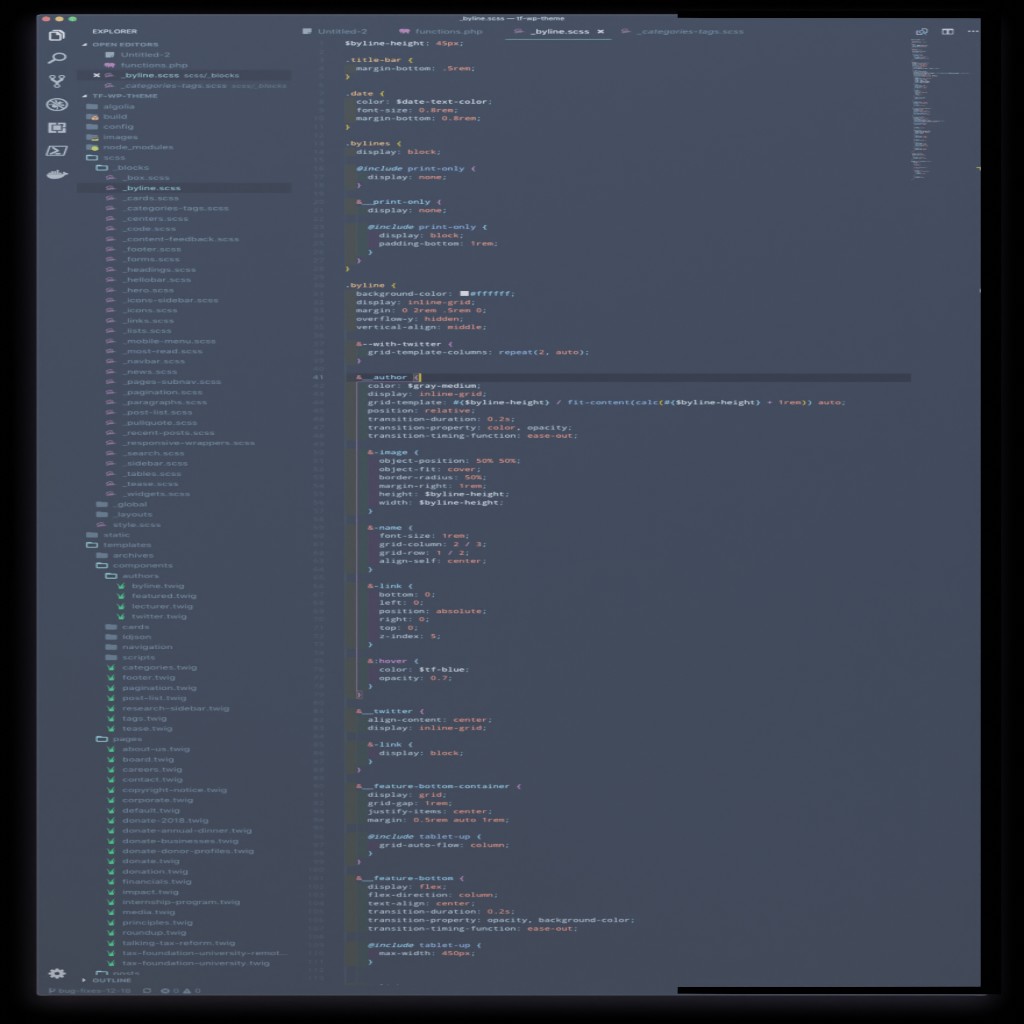 _byline.scss — tf-wp-theme
EXPLORER
OPEN EDITORS
Untitled-2
functions.php
_byline.scss scss/_blocks
_categories-tags.scss scss/_blocks
TF-WP-THEME
algolia
build
config
images
node_modules
scss
_blocks
_box.scss
_byline.scss
_cards.scss
_categories-tags.scss
_centers.scss
_code.scss
_content-feedback.scss
_footer.scss
_forms.scss
_headings.scss
_hellobar.scss
_hero.scss
_icons-sidebar.scss
_icons.scss
_links.scss
_lists.scss
_mobile-menu.scss
_most-read.scss
_navbar.scss
_news.scss
_pages-subnav.scss
_pagination.scss
_paragraphs.scss
_post-list.scss
_pullquote.scss
_recent-posts.scss
_responsive-wrappers.scss
_search.scss
_sidebar.scss
_tables.scss
_tease.scss
_widgets.scss
_global
_layouts
style.scss
static
templates
archives
components
authors
byline.twig
featured.twig
lecturer.twig
twitter.twig
cards
navigation
scripts
categories.twig
footer.twig
pagination.twig
post-list.twig
research-sidebar.twig
tags.twig
tease.twig
pages
about-us.twig
board.twig
careers.twig
contact.twig
copyright-notice.twig
corporate.twig
default.twig
donate-2018.twig
donate-annual-dinner.twig
donate-businesses.twig
donate-donor-profiles.twig
donate.twig
donation.twig
financials.twig
impact.twig
internship-program.twig
media.twig
principles.twig
roundup.twig
talking-tax-reform.twig
tax-foundation-university-remot...
tax-foundation-university.twig
posts
OUTLINE
bug-fixes-12-18 0 0
Untitled-2 functions.php _byline.scss _categories-tags.scss
$byline-height: 45px;
.title-bar {
margin-bottom: .5rem;
}
.date {
color: $date-text-color;
font-size: 0.8rem;
margin-bottom: 0.8rem;
}
.bylines {
display: block;
@include print-only {
display: none;
}
&__print-only {
display: none;
@include print-only {
display: block;
padding-bottom: 1rem;
}
}
}
.byline {
background-color: #ffffff;
display: inline-grid;
margin: 0 2rem .5rem 0;
overflow-y: hidden;
vertical-align: middle;
&--with-twitter {
grid-template-columns: repeat(2, auto);
}
&__author {
color: $gray-medium;
display: inline-grid;
grid-template: #{$byline-height} / fit-content(calc(#{$byline-height} + 1rem)) auto;
position: relative;
transition-duration: 0.2s;
transition-property: color, opacity;
transition-timing-function: ease-out;
&-image {
object-position: 50% 50%;
object-fit: cover;
border-radius: 50%;
margin-right: 1rem;
height: $byline-height;
width: $byline-height;
}
&-name {
font-size: 1rem;
grid-column: 2 / 3;
grid-row: 1 / 2;
align-self: center;
}
&-link {
bottom: 0;
left: 0;
position: absolute;
right: 0;
top: 0;
z-index: 5;
}
&:hover {
color: $tf-blue;
opacity: 0.7;
}
}
&__twitter {
align-content: center;
display: inline-grid;
&-link {
display: block;
}
}
&__feature-bottom-container {
display: grid;
grid-gap: 1rem;
justify-items: center;
margin: 0.5rem auto 1rem;
@include tablet-up {
grid-auto-flow: column;
}
}
&__feature-bottom {
display: flex;
flex-direction: column;
text-align: center;
transition-duration: 0.2s;
transition-property: opacity, background-color;
transition-timing-function: ease-out;
@include tablet-up {
max-width: 450px;
}